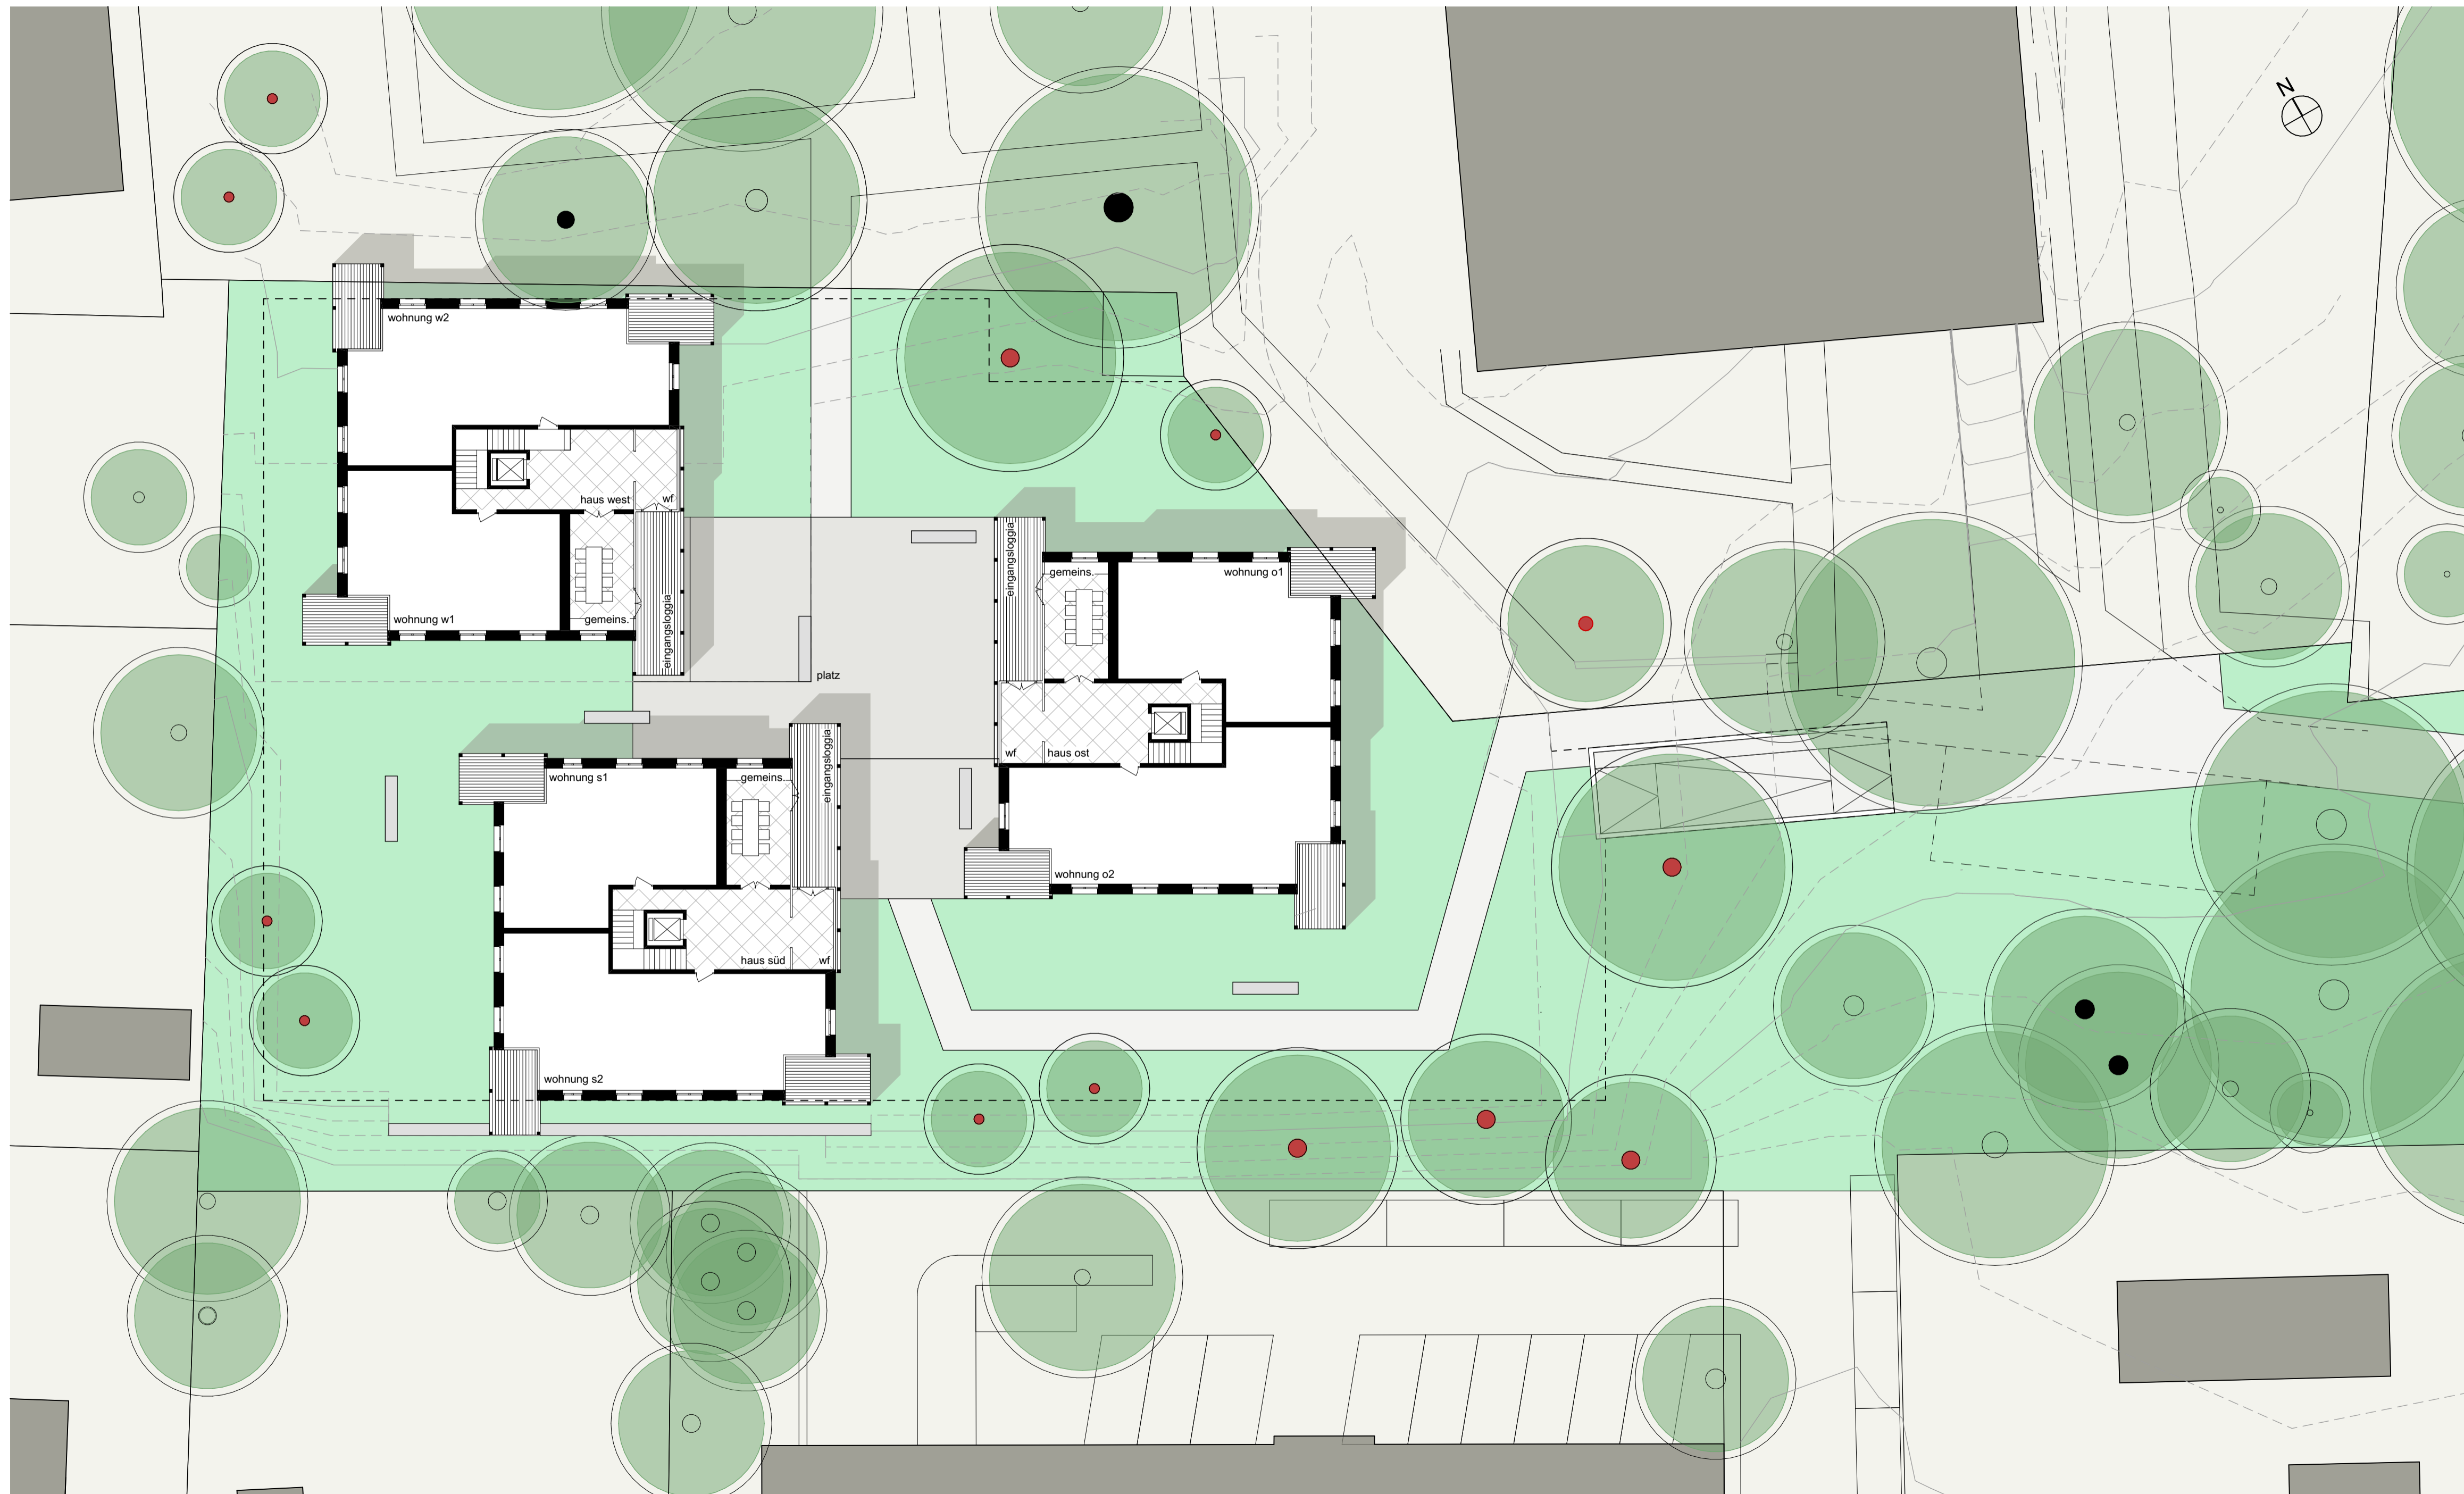 N
wohnung w2
haus west
wf
eingangsloggia
gemeins.
wohnung w1
platz
eingangsloggia
gemeins.
wohnung o1
wf
haus ost
wohnung o2
wohnung s1
gemeins.
eingangsloggia
haus süd
wf
wohnung s2